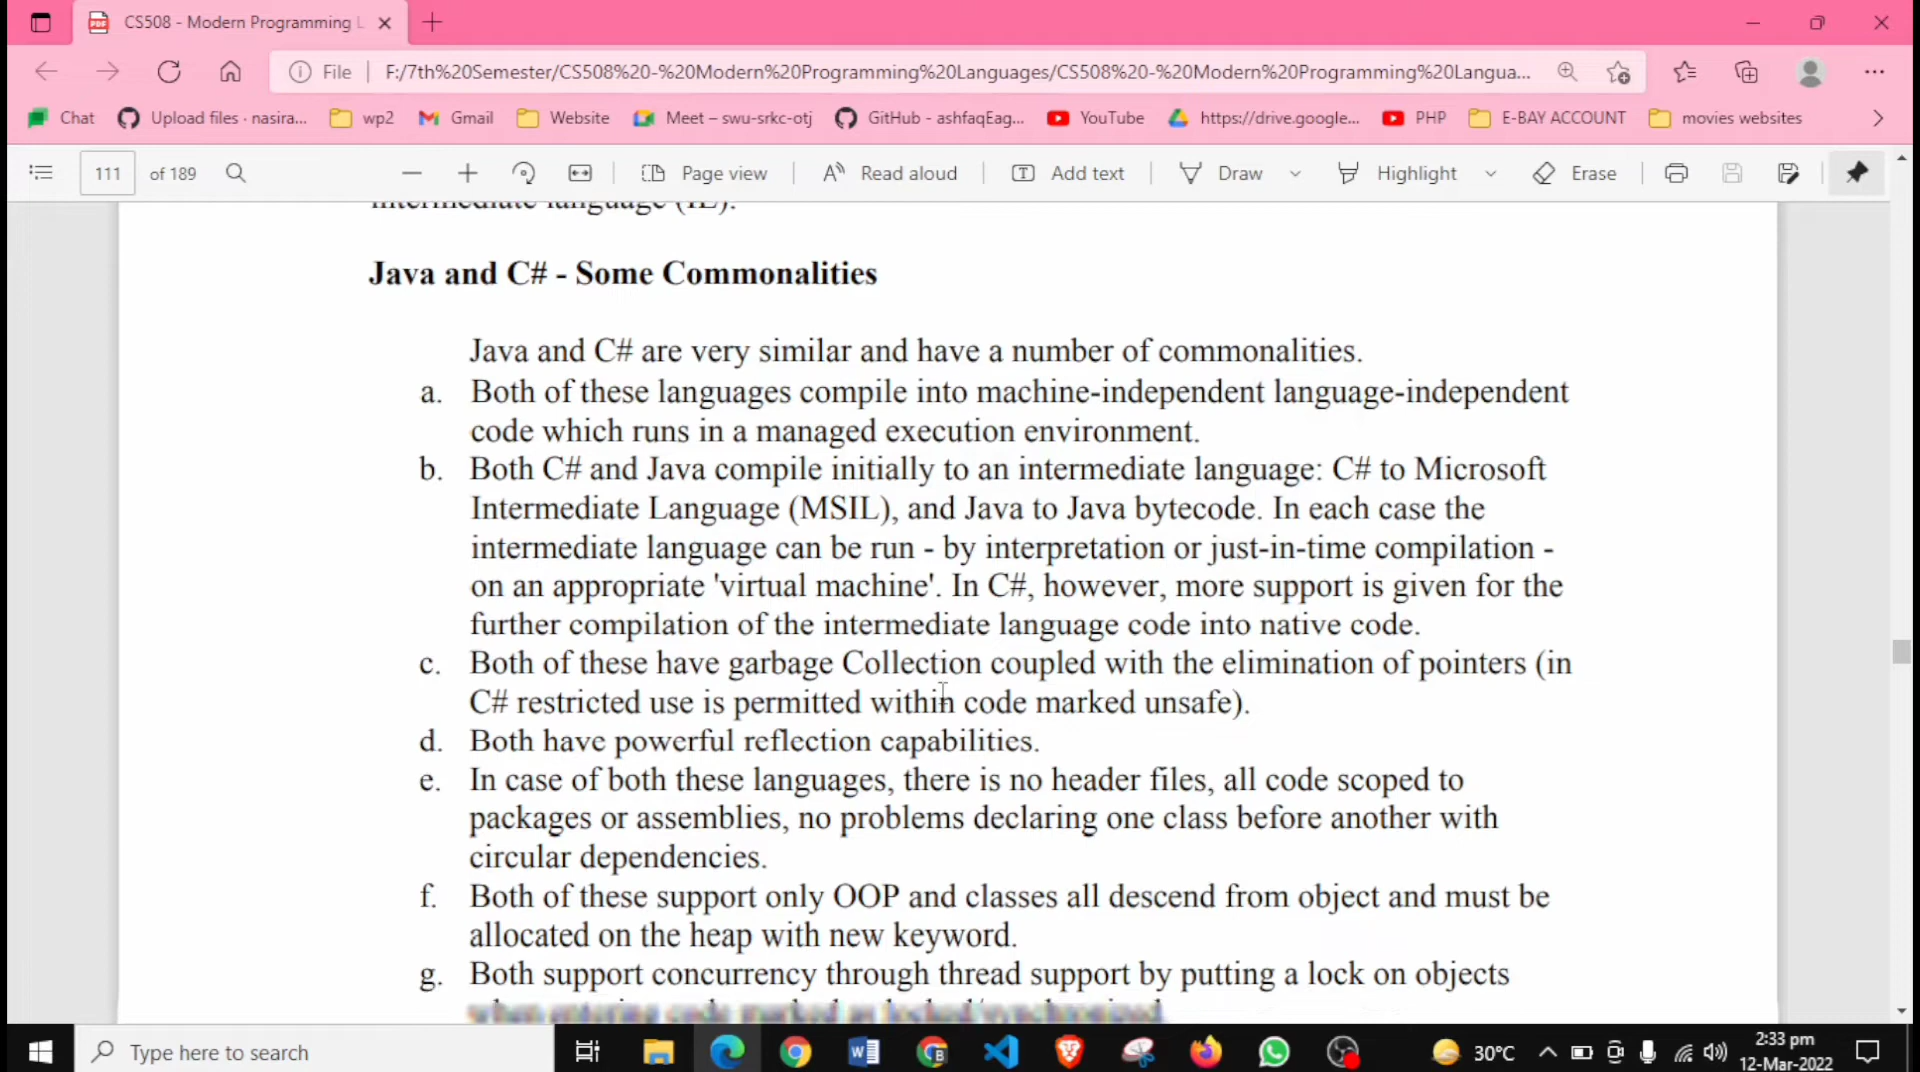 CS508 - Modern Programming L
File
F:/7th%20Semester/CS508%20-%20Modern%20Programming%20Languages/CS508%20-%20Modern%20Programming%20Langua...
Chat
Upload files · nasira...
wp2
Gmail
Website
Meet – swu-srkc-otj
GitHub - ashfaqEag...
YouTube
https://drive.google...
PHP
E-BAY ACCOUNT
movies websites
111 of 189
Page view
Read aloud
Add text
Draw
Highlight
Erase
intermediate language (IL).
Java and C# - Some Commonalities
Java and C# are very similar and have a number of commonalities.
a. Both of these languages compile into machine-independent language-independent
code which runs in a managed execution environment.
b. Both C# and Java compile initially to an intermediate language: C# to Microsoft
Intermediate Language (MSIL), and Java to Java bytecode. In each case the
intermediate language can be run - by interpretation or just-in-time compilation -
on an appropriate 'virtual machine'. In C#, however, more support is given for the
further compilation of the intermediate language code into native code.
c. Both of these have garbage Collection coupled with the elimination of pointers (in
C# restricted use is permitted within code marked unsafe).
d. Both have powerful reflection capabilities.
e. In case of both these languages, there is no header files, all code scoped to
packages or assemblies, no problems declaring one class before another with
circular dependencies.
f. Both of these support only OOP and classes all descend from object and must be
allocated on the heap with new keyword.
g. Both support concurrency through thread support by putting a lock on objects
when entering code marked as locked/synchronized.
Type here to search
30°C
2:33 pm
12-Mar-2022